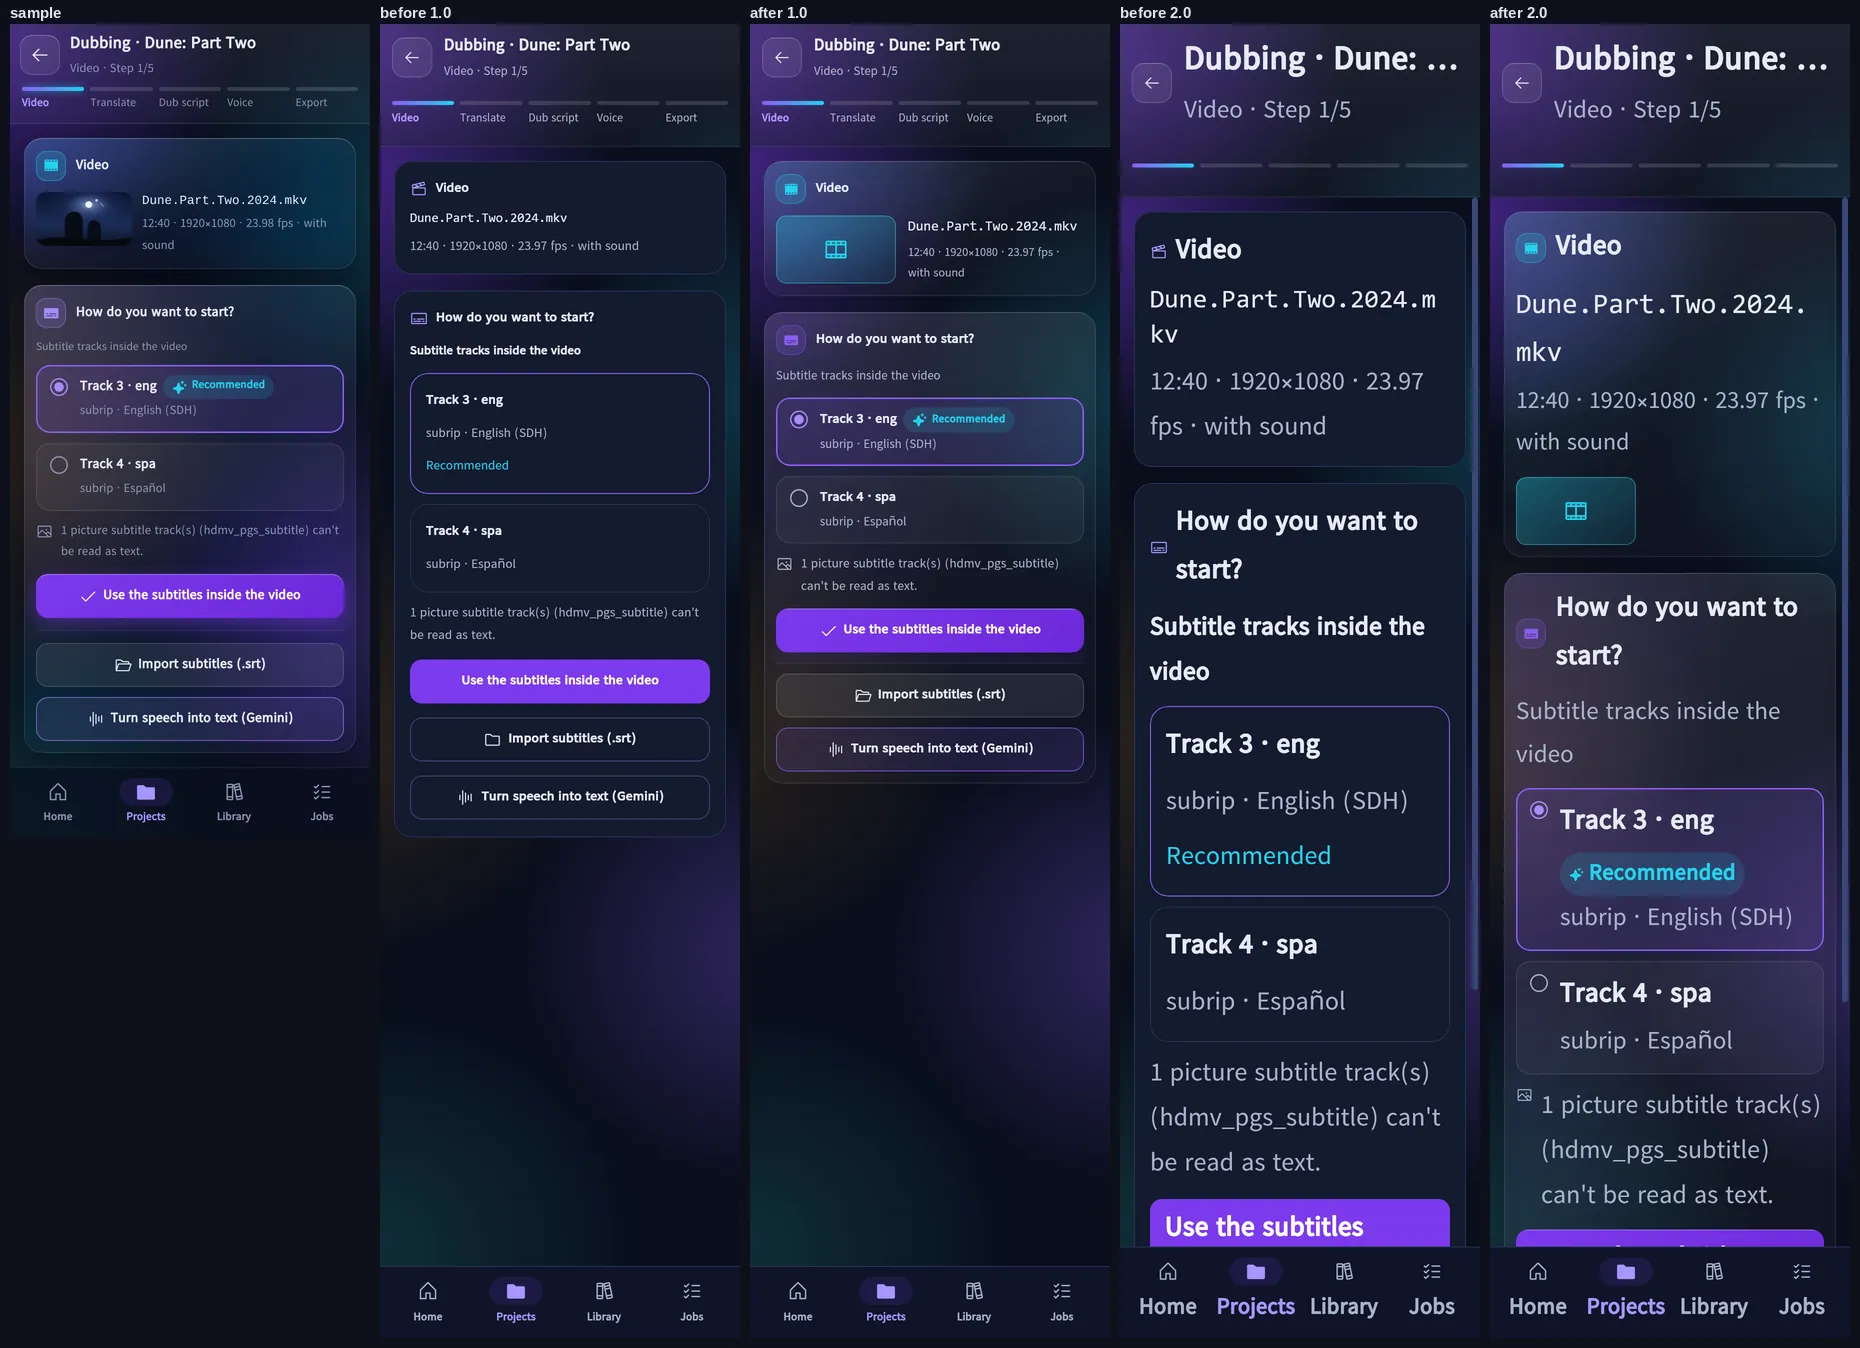 sample
Dubbing · Dune: Part Two
Video · Step 1/5
Video
Translate
Dub script
Voice
Export
Video
Dune.Part.Two.2024.mkv
12:40 · 1920×1080 · 23.98 fps · with
sound
How do you want to start?
Subtitle tracks inside the video
Track 3 · eng
Recommended
subrip · English (SDH)
Track 4 · spa
subrip · Español
1 picture subtitle track(s) (hdmv_pgs_subtitle) can't
be read as text.
Use the subtitles inside the video
Import subtitles (.srt)
Turn speech into text (Gemini)
Home
Projects
Library
Jobs
before 1.0
Dubbing · Dune: Part Two
Video · Step 1/5
Video
Translate
Dub script
Voice
Export
Video
Dune.Part.Two.2024.mkv
12:40 · 1920×1080 · 23.97 fps · with sound
How do you want to start?
Subtitle tracks inside the video
Track 3 · eng
subrip · English (SDH)
Recommended
Track 4 · spa
subrip · Español
1 picture subtitle track(s) (hdmv_pgs_subtitle) can't
be read as text.
Use the subtitles inside the video
Import subtitles (.srt)
Turn speech into text (Gemini)
Home
Projects
Library
Jobs
after 1.0
Dubbing · Dune: Part Two
Video · Step 1/5
Video
Translate
Dub script
Voice
Export
Video
Dune.Part.Two.2024.mkv
12:40 · 1920×1080 · 23.97 fps ·
with sound
How do you want to start?
Subtitle tracks inside the video
Track 3 · eng
Recommended
subrip · English (SDH)
Track 4 · spa
subrip · Español
1 picture subtitle track(s) (hdmv_pgs_subtitle)
can't be read as text.
Use the subtitles inside the video
Import subtitles (.srt)
Turn speech into text (Gemini)
Home
Projects
Library
Jobs
before 2.0
Dubbing · Dune: ...
Video · Step 1/5
Video
Dune.Part.Two.2024.m
kv
12:40 · 1920×1080 · 23.97
fps · with sound
How do you want to
start?
Subtitle tracks inside the
video
Track 3 · eng
subrip · English (SDH)
Recommended
Track 4 · spa
subrip · Español
1 picture subtitle track(s)
(hdmv_pgs_subtitle) can't
be read as text.
Use the subtitles
Home
Projects
Library
Jobs
after 2.0
Dubbing · Dune: ...
Video · Step 1/5
Video
Dune.Part.Two.2024.
mkv
12:40 · 1920×1080 · 23.97 fps ·
with sound
How do you want to
start?
Subtitle tracks inside the
video
Track 3 · eng
Recommended
subrip · English (SDH)
Track 4 · spa
subrip · Español
1 picture subtitle track(s)
(hdmv_pgs_subtitle)
can't be read as text.
Home
Projects
Library
Jobs